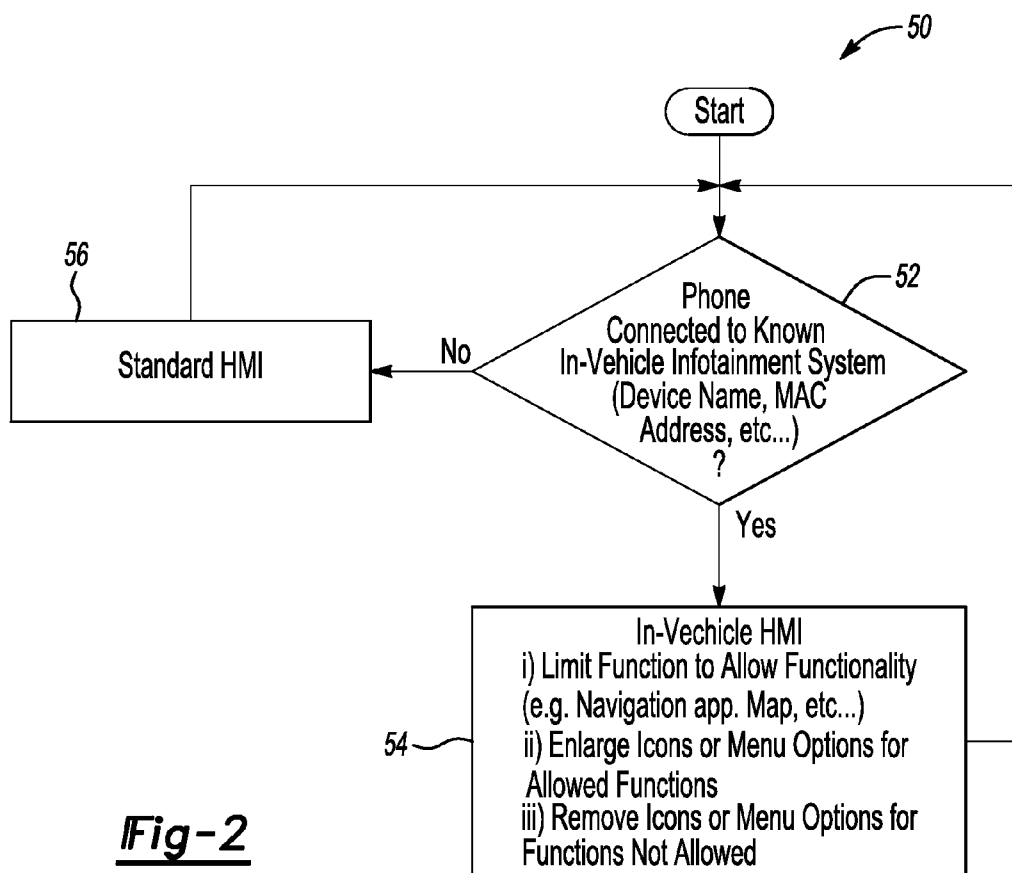 50
Start
56
52
Phone
Connected to Known
In-Vehicle Infotainment System
(Device Name, MAC
Address, etc...)
?
No
Standard HMI
Yes
In-Vechicle HMI
i) Limit Function to Allow Functionality
(e.g. Navigation app. Map, etc...)
54
ii) Enlarge Icons or Menu Options for
Allowed Functions
iii) Remove Icons or Menu Options for
Functions Not Allowed
Fig-2